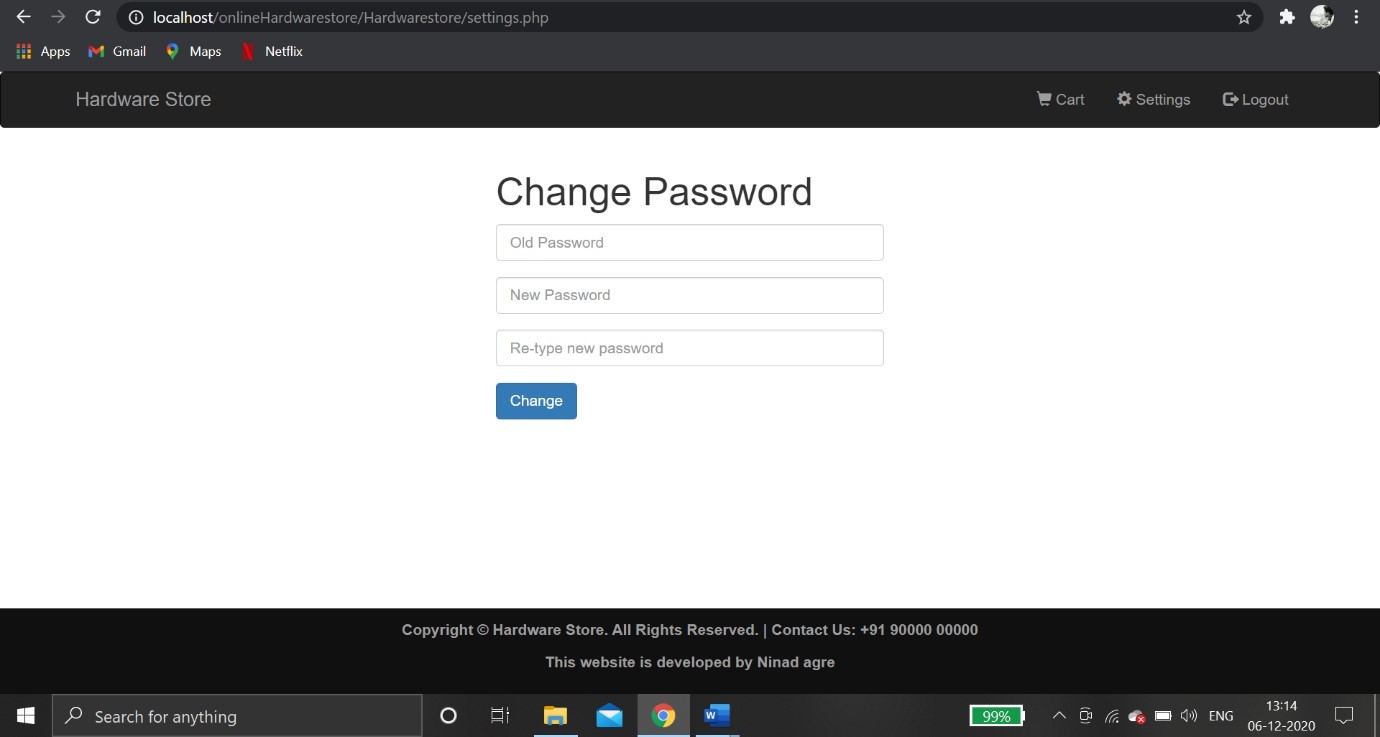 localhost/onlineHardwarestore/Hardwarestore/settings.php
Apps Gmail Maps Netflix
Hardware Store Cart Settings Logout
Change Password
Old Password
New Password
Re-type new password
Change
Copyright © Hardware Store. All Rights Reserved. | Contact Us: +91 90000 00000
This website is developed by Ninad agre
Search for anything W 99% ENG 13:14
06-12-2020